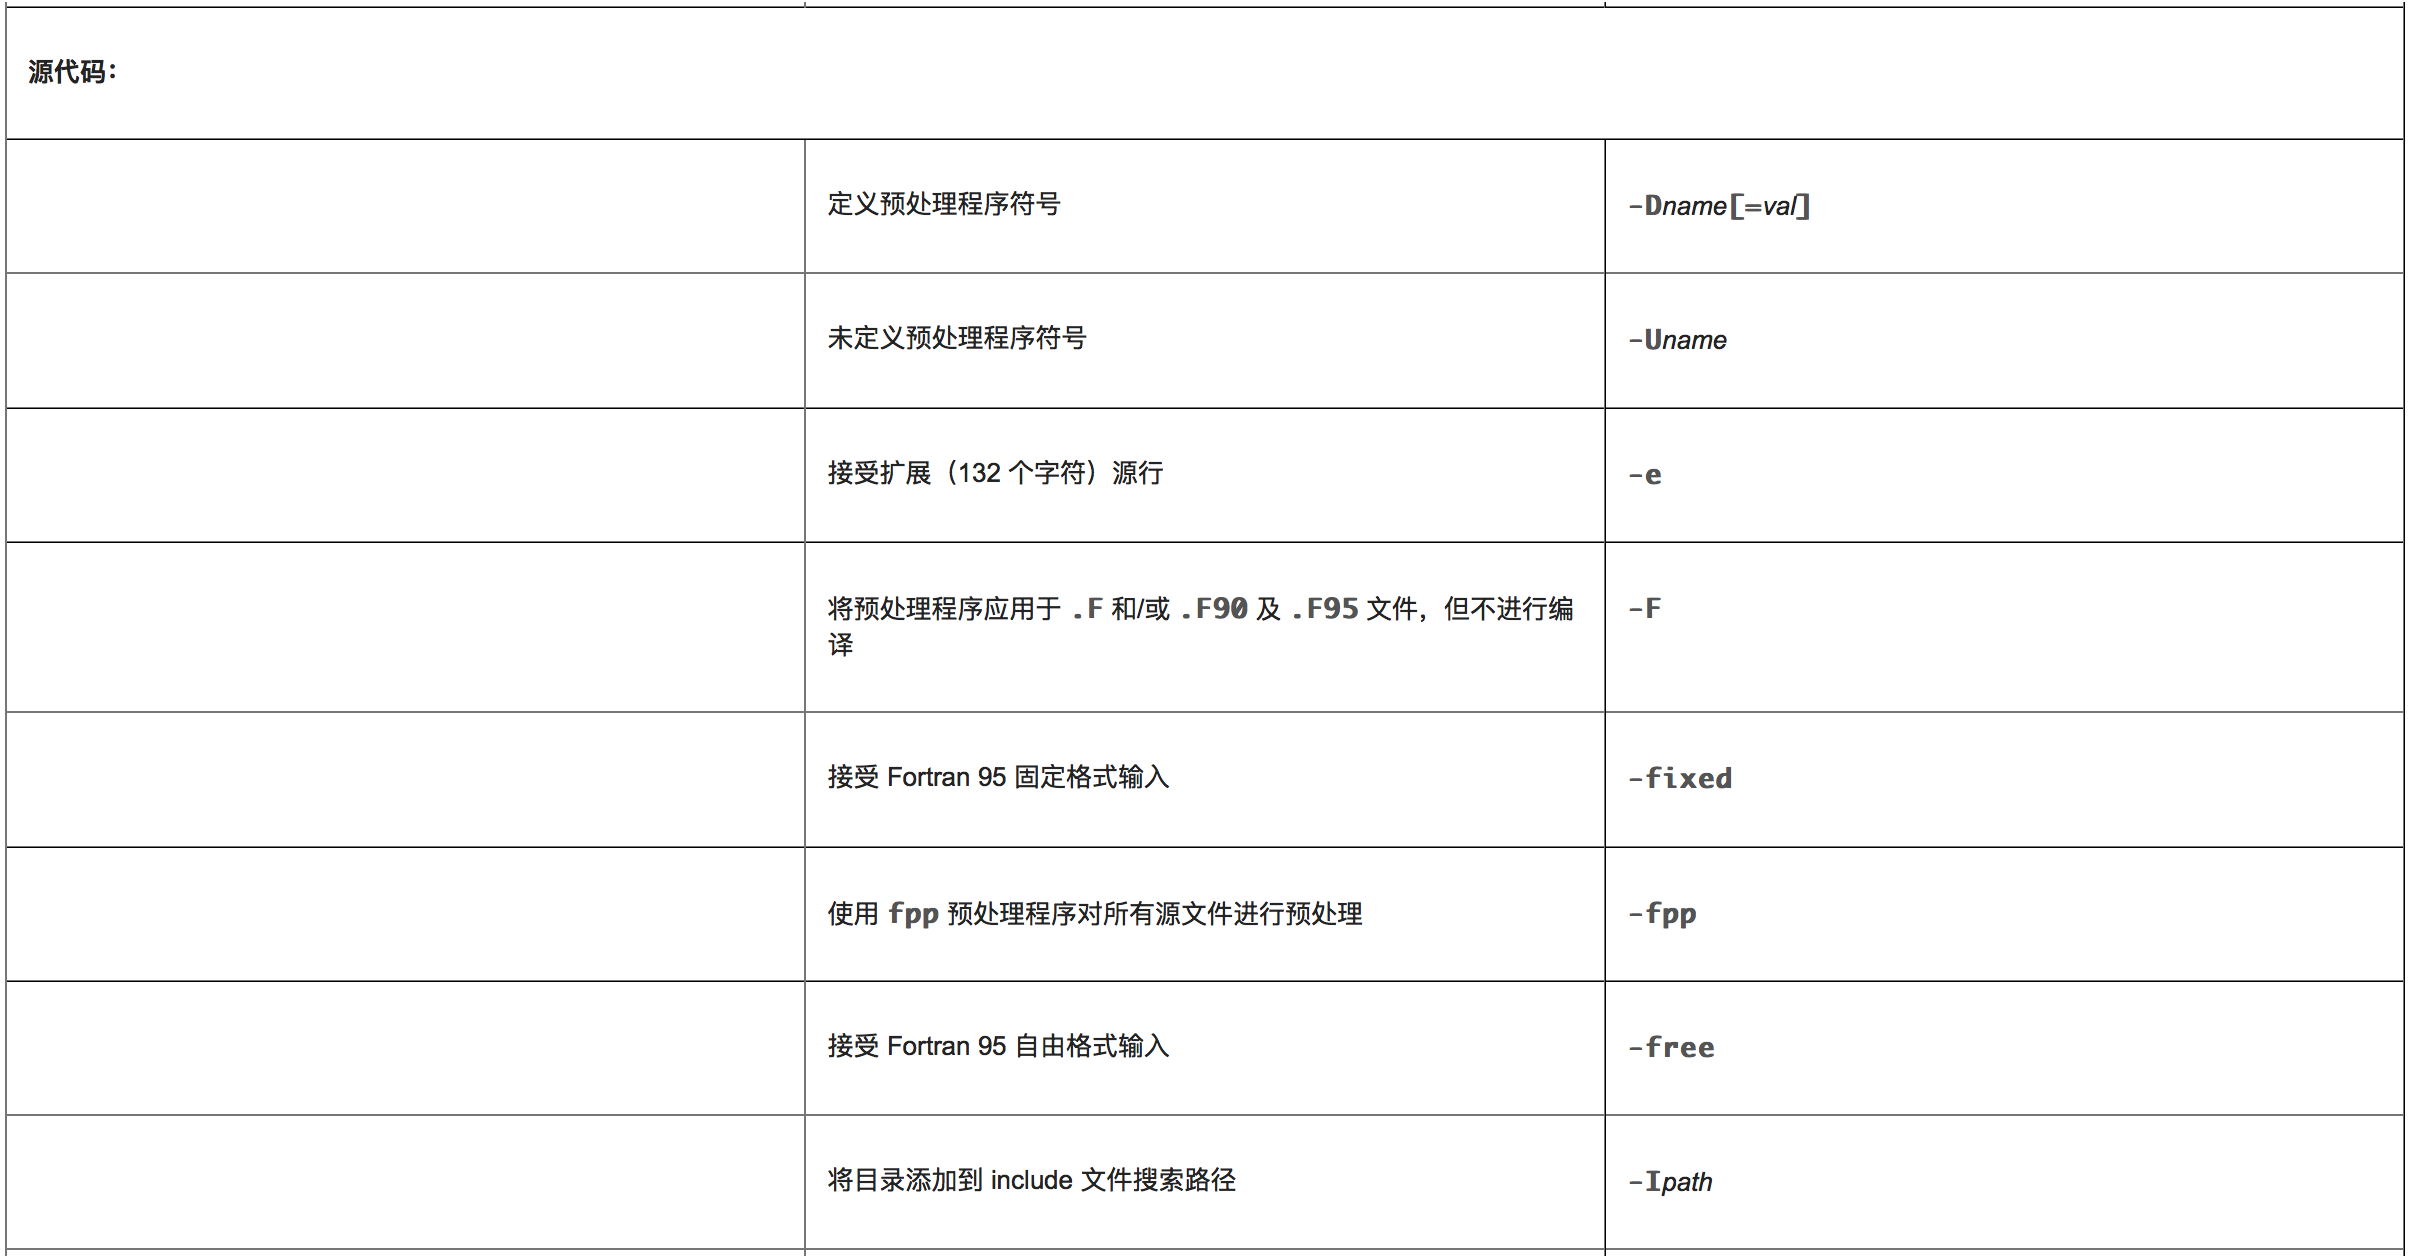 源代码：
定义预处理程序符号
-Dname[=val]
未定义预处理程序符号
-Uname
接受扩展（132 个字符）源行
-e
将预处理程序应用于 .F 和/或 .F90 及 .F95 文件，但不进行编
译
-F
接受 Fortran 95 固定格式输入
-fixed
使用 fpp 预处理程序对所有源文件进行预处理
-fpp
接受 Fortran 95 自由格式输入
-free
将目录添加到 include 文件搜索路径
-Ipath